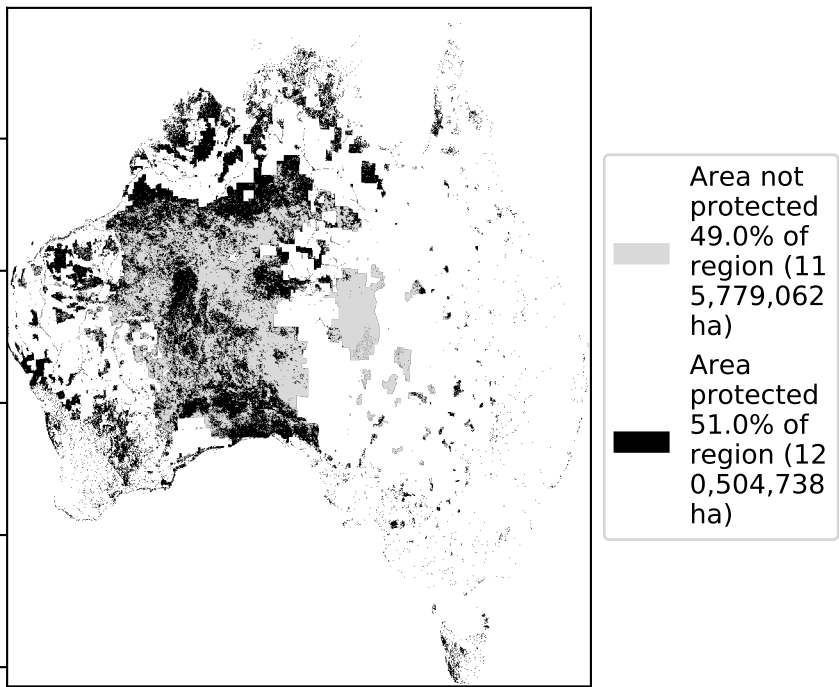 Area not
protected
49.0% of
region (11
5,779,062
ha)
Area
protected
51.0% of
region (12
0,504,738
ha)